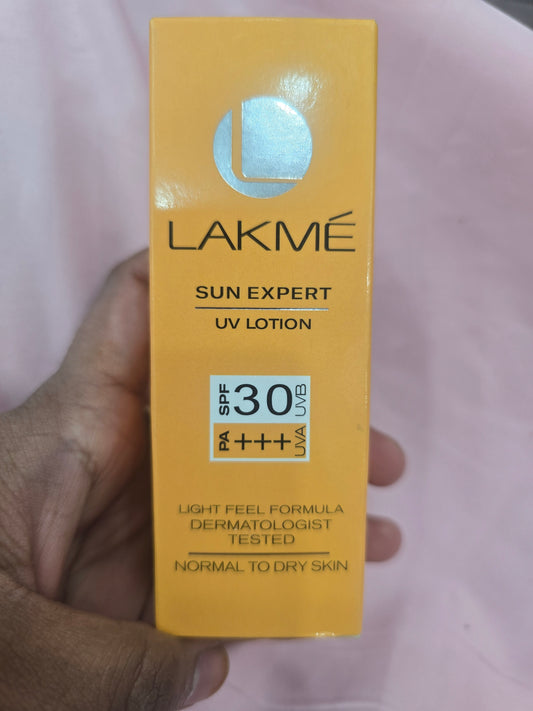 LAKMÉ
SUN EXPERT
UV LOTION
SPF 30 UVB
PA +++ UVA
LIGHT FEEL FORMULA
DERMATOLOGIST
TESTED
NORMAL TO DRY SKIN